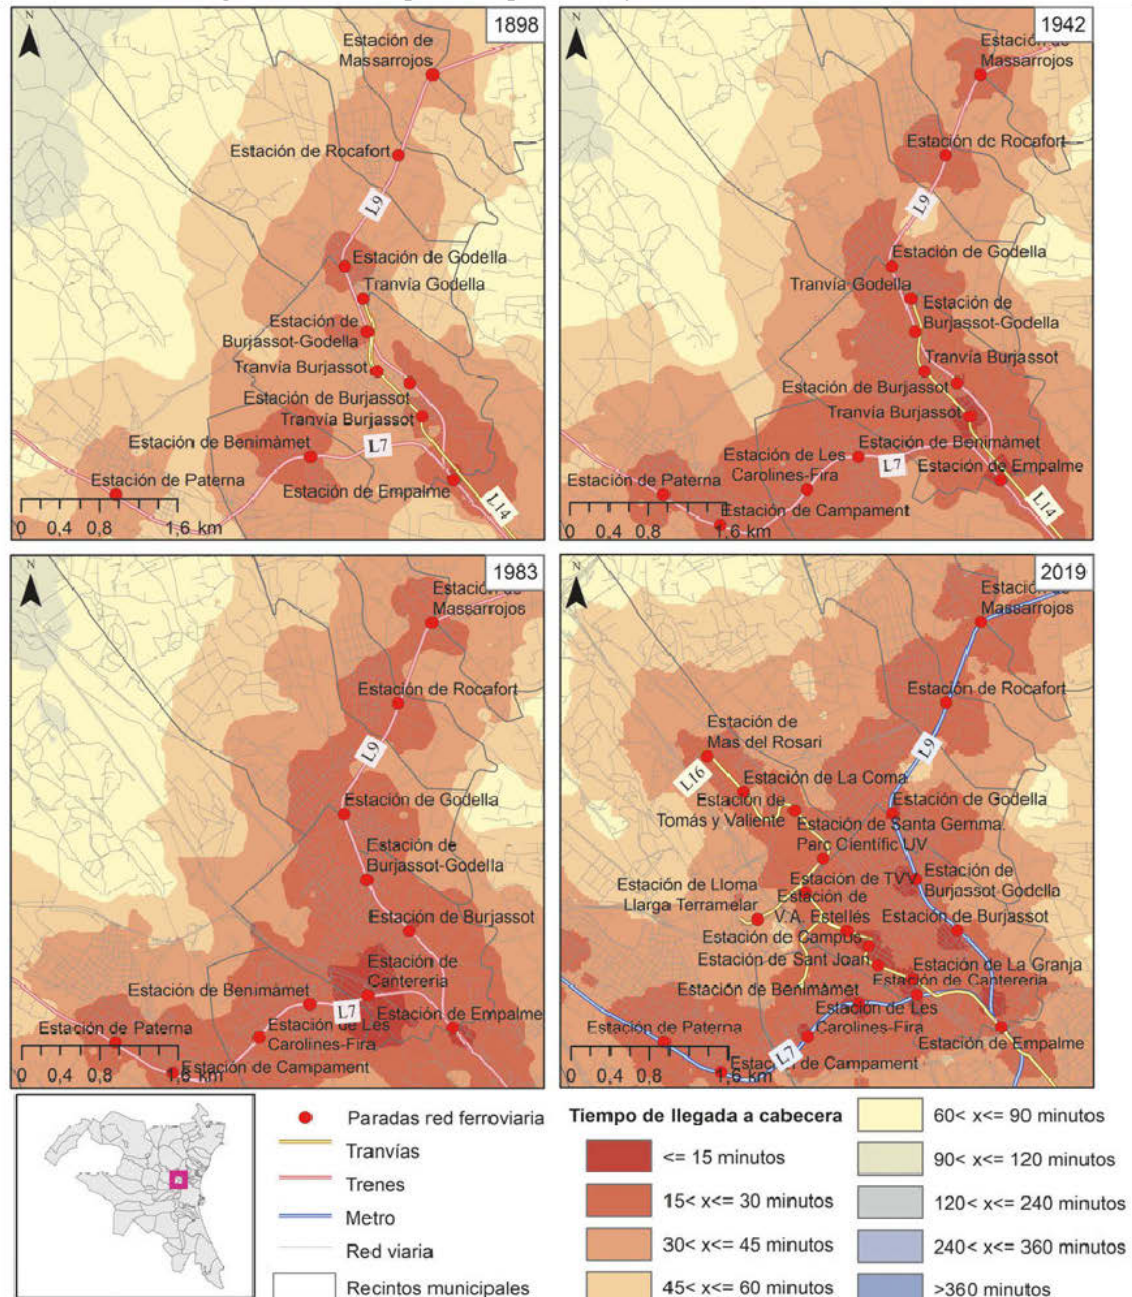 1898
N
Estación de
Massarrojos
Estación de Rocafort
L9
Estación de Godella
Tranvía Godella
Estación de
Burjassot-Godella
Tranvía Burjassot
Estación de Burjassot
Tranvía Burjassot
Estación de Benimàmet
L7
Estación de Paterna
Estación de Empalme
L14
0 0,4 0,8 1,6 km
1942
N
Estación de
Massarrojos
Estación de Rocafort
L9
Estación de Godella
Tranvía Godella
Estación de
Burjassot-Godella
Tranvía Burjassot
Estación de Burjassot
Tranvía Burjassot
Estación de Benimàmet
Estación de Les
Carolines-Fira
L7
Estación de Empalme
Estación de Paterna
L14
Estación de Campament
0 0,4 0,8 1,6 km
1983
N
Estación de
Massarrojos
Estación de Rocafort
L9
Estación de Godella
Estación de
Burjassot-Godella
Estación de Burjassot
Estación de
Cantereria
Estación de Benimàmet
L7
Estación de Empalme
Estación de Paterna
Estación de Les
Carolines-Fira
Estación de Campament
0 0,4 0,8 1,6 km
2019
N
Estación de
Massarrojos
Estación de Rocafort
Estación de
Mas del Rosari
L9
L16
Estación de La Coma
Estación de
Tomás y Valiente
Estación de Godella
Estación de Santa Gemma.
Parc Científic UV
Estación de TVV
Estación de
Burjassot-Godella
Estación de Lloma
Llarga Terramelar
Estación de
V.A. Estellés
Estación de Burjassot
Estación de Campus
Estación de Sant Joan
Estación de La Granja
Estación de Cantereria
Estación de Benimàmet
Estación de Les
Carolines-Fira
Estación de Paterna
Estación de Empalme
L7
Estación de Campament
0 0,4 0,8 1,6 km
Paradas red ferroviaria
Tranvías
Trenes
Metro
Red viaria
Recintos municipales
Tiempo de llegada a cabecera
<= 15 minutos
15< x<= 30 minutos
30< x<= 45 minutos
45< x<= 60 minutos
60< x<= 90 minutos
90< x<= 120 minutos
120< x<= 240 minutos
240< x<= 360 minutos
>360 minutos